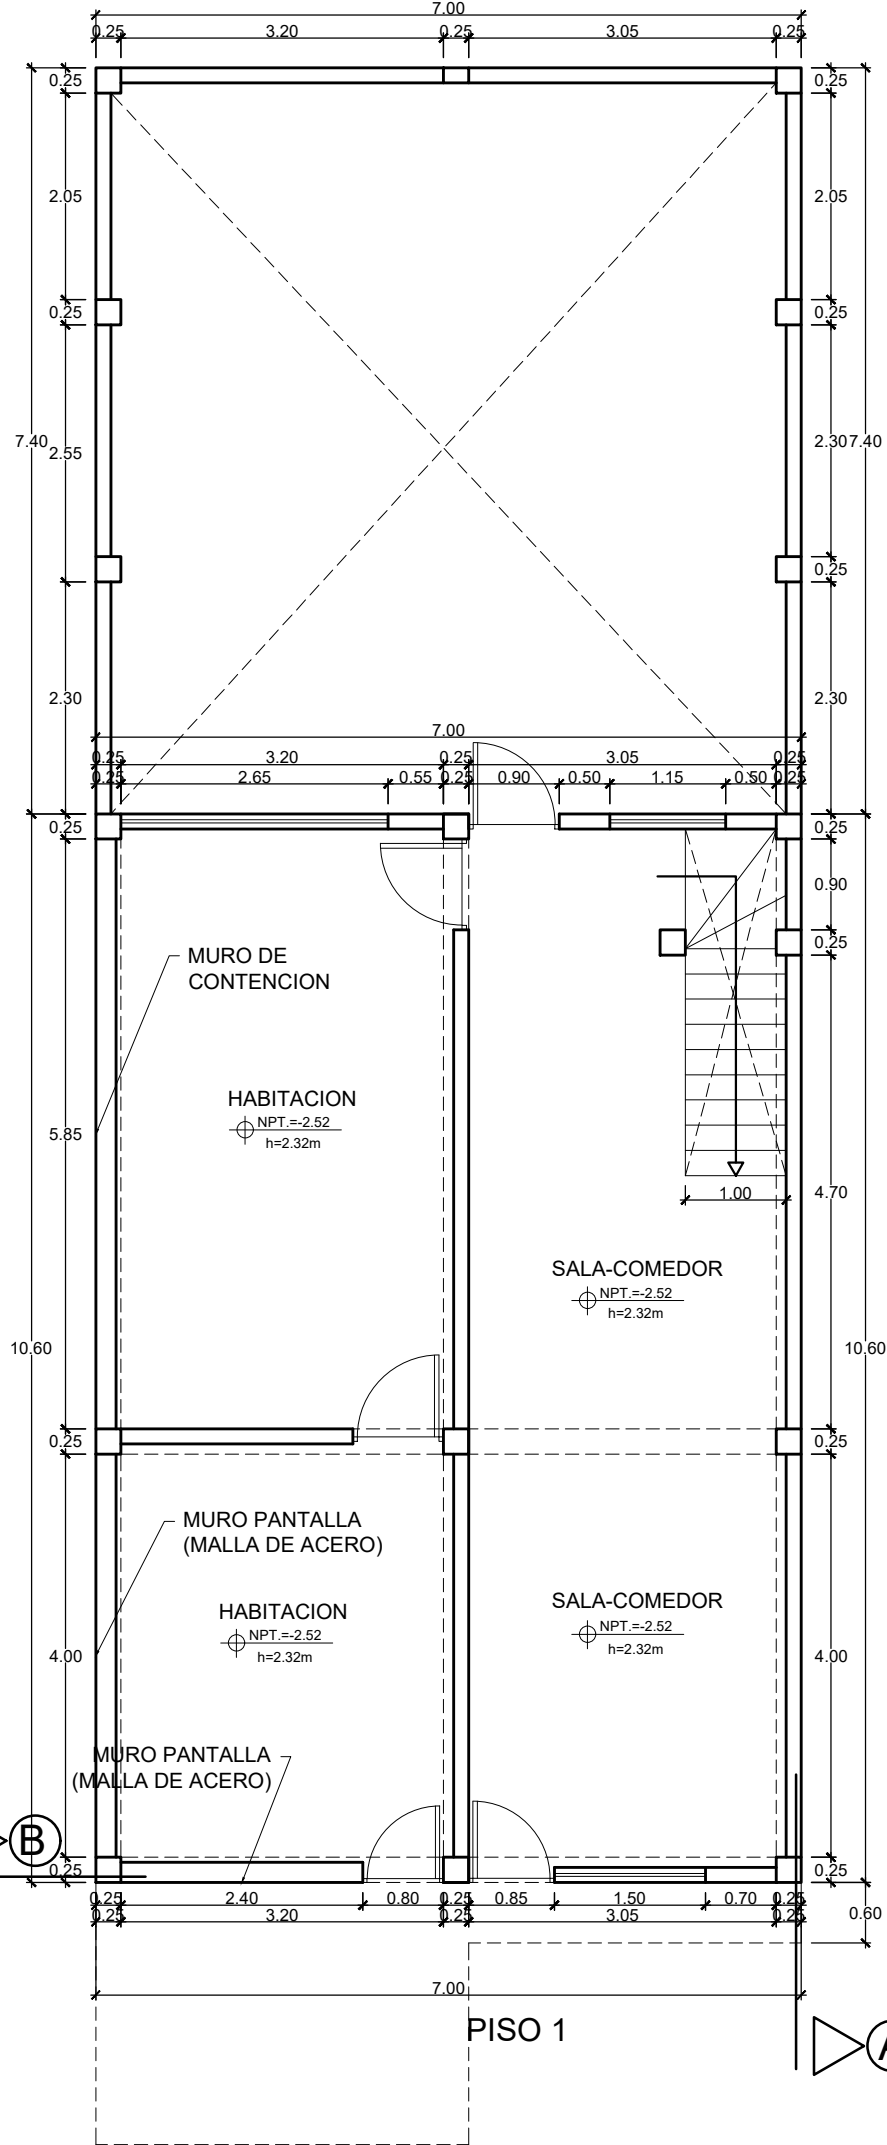 7.00
0.25 3.20 0.25 3.05 0.25
0.25 0.25
2.05 2.05
0.25 0.25
7.40 2.55 2.30 7.40
0.25
2.30 2.30
7.00
0.25 3.20 0.25 3.05 0.25
0.25 2.65 0.55 0.25 0.90 0.50 1.15 0.50 0.25
0.25 0.25
0.90
0.25
MURO DE
CONTENCION
HABITACION
NPT.=-2.52
h=2.32m
5.85
4.70
1.00
SALA-COMEDOR
NPT.=-2.52
h=2.32m
10.60 10.60
0.25 0.25
MURO PANTALLA
(MALLA DE ACERO)
HABITACION
NPT.=-2.52
h=2.32m
SALA-COMEDOR
NPT.=-2.52
h=2.32m
4.00 4.00
MURO PANTALLA
(MALLA DE ACERO)
B
0.25 0.25
0.25 2.40 0.80 0.25 0.85 1.50 0.70 0.25
0.25 3.20 0.25 3.05 0.25
0.60
7.00
PISO 1
A